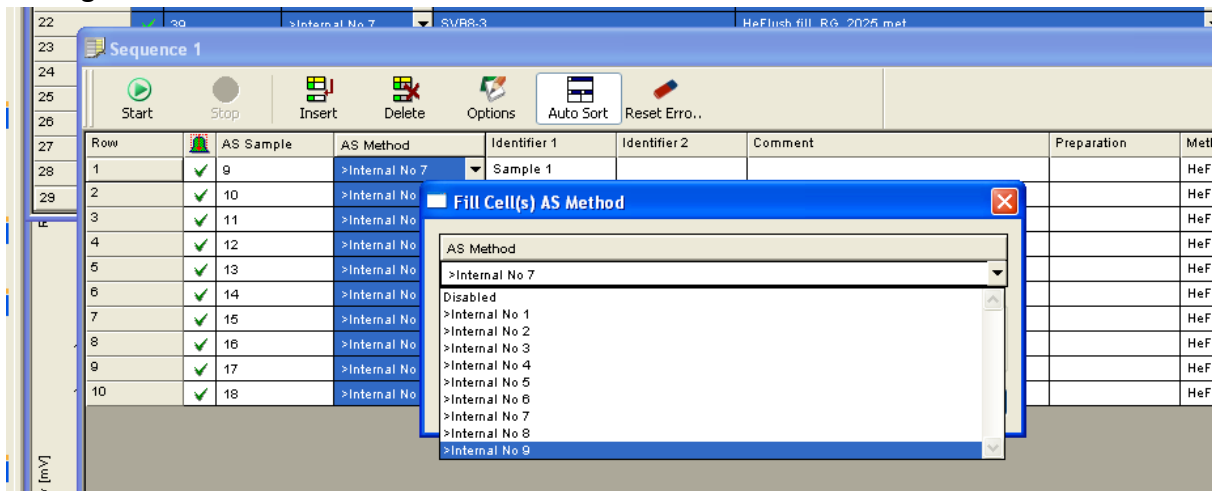 22 39 >Internal No 7 SVB8-3 HeFlush fill RG 2025 met
23 Sequence 1
24
25
26 Start Stop Insert Delete Options Auto Sort Reset Erro..
27 Row AS Sample AS Method Identifier 1 Identifier 2 Comment Preparation Met
28 1 9 >Internal No 7 Sample 1 HeF
29 2 10 >Internal No HeF
Fill Cell(s) AS Method
3 11 >Internal No HeF
4 12 >Internal No HeF
AS Method
5 13 >Internal No HeF
>Internal No 7
6 14 >Internal No HeF
Disabled
7 15 >Internal No HeF
>Internal No 1
>Internal No 2
8 16 >Internal No HeF
>Internal No 3
9 17 >Internal No HeF
>Internal No 4
>Internal No 5
10 18 >Internal No HeF
>Internal No 6
>Internal No 7
>Internal No 8
>Internal No 9
[mV]